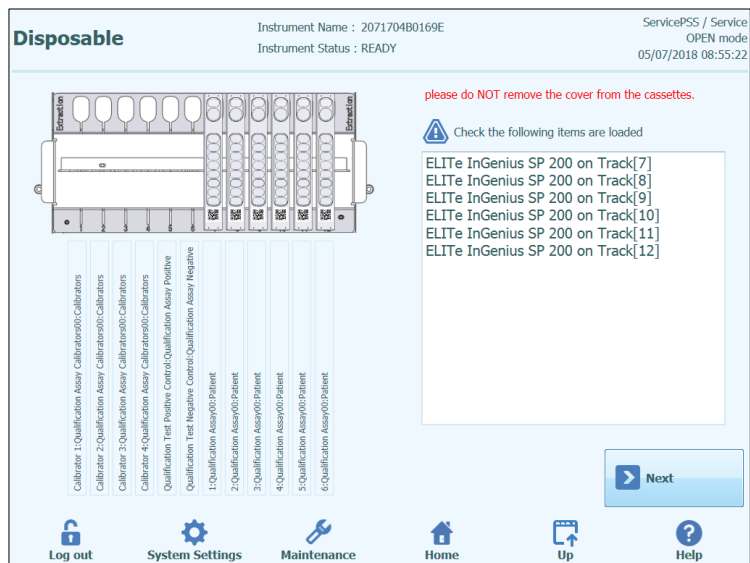 Disposable
Instrument Name : 2071704B0169E
Instrument Status : READY
ServicePSS / Service
OPEN mode
05/07/2018 08:55:22
Extraction
Extraction
please do NOT remove the cover from the cassettes.
Check the following items are loaded
ELITe InGenius SP 200 on Track[7]
ELITe InGenius SP 200 on Track[8]
ELITe InGenius SP 200 on Track[9]
ELITe InGenius SP 200 on Track[10]
ELITe InGenius SP 200 on Track[11]
ELITe InGenius SP 200 on Track[12]
Calibrator 1:Qualification Assay Calibrators00:Calibrators
Calibrator 2:Qualification Assay Calibrators00:Calibrators
Calibrator 3:Qualification Assay Calibrators00:Calibrators
Calibrator 4:Qualification Assay Calibrators00:Calibrators
Qualification Test Positive Control:Qualification Assay Positive
Qualification Test Negative Control:Qualification Assay Negative
1:Qualification Assay00:Patient
2:Qualification Assay00:Patient
3:Qualification Assay00:Patient
4:Qualification Assay00:Patient
5:Qualification Assay00:Patient
6:Qualification Assay00:Patient
Next
Log out
System Settings
Maintenance
Home
Up
Help